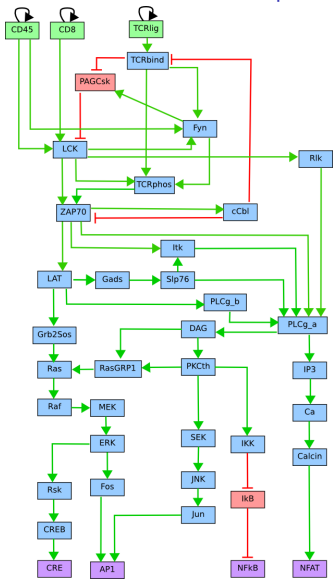 CD45
CD8
TCRlig
TCRbind
PAGCsk
Fyn
LCK
Rlk
TCRphos
ZAP70
cCbl
Itk
LAT
Gads
Slp76
PLCg_b
PLCg_a
DAG
Grb2Sos
Ras
RasGRP1
PKCth
IP3
Raf
MEK
Ca
ERK
SEK
IKK
Calcin
Rsk
Fos
JNK
IkB
CREB
Jun
CRE
AP1
NFkB
NFAT